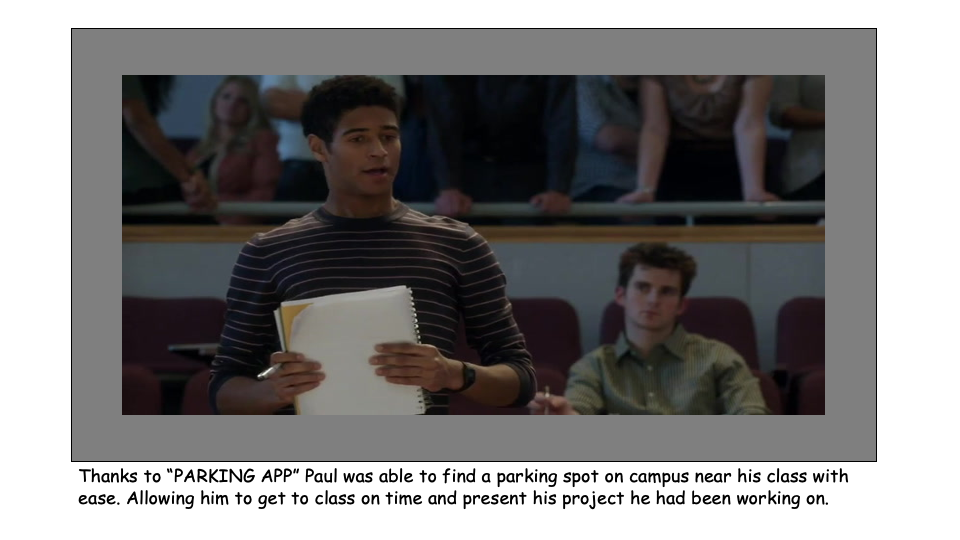 Thanks to “PARKING APP” Paul was able to find a parking spot on campus near his class with
ease. Allowing him to get to class on time and present his project he had been working on.